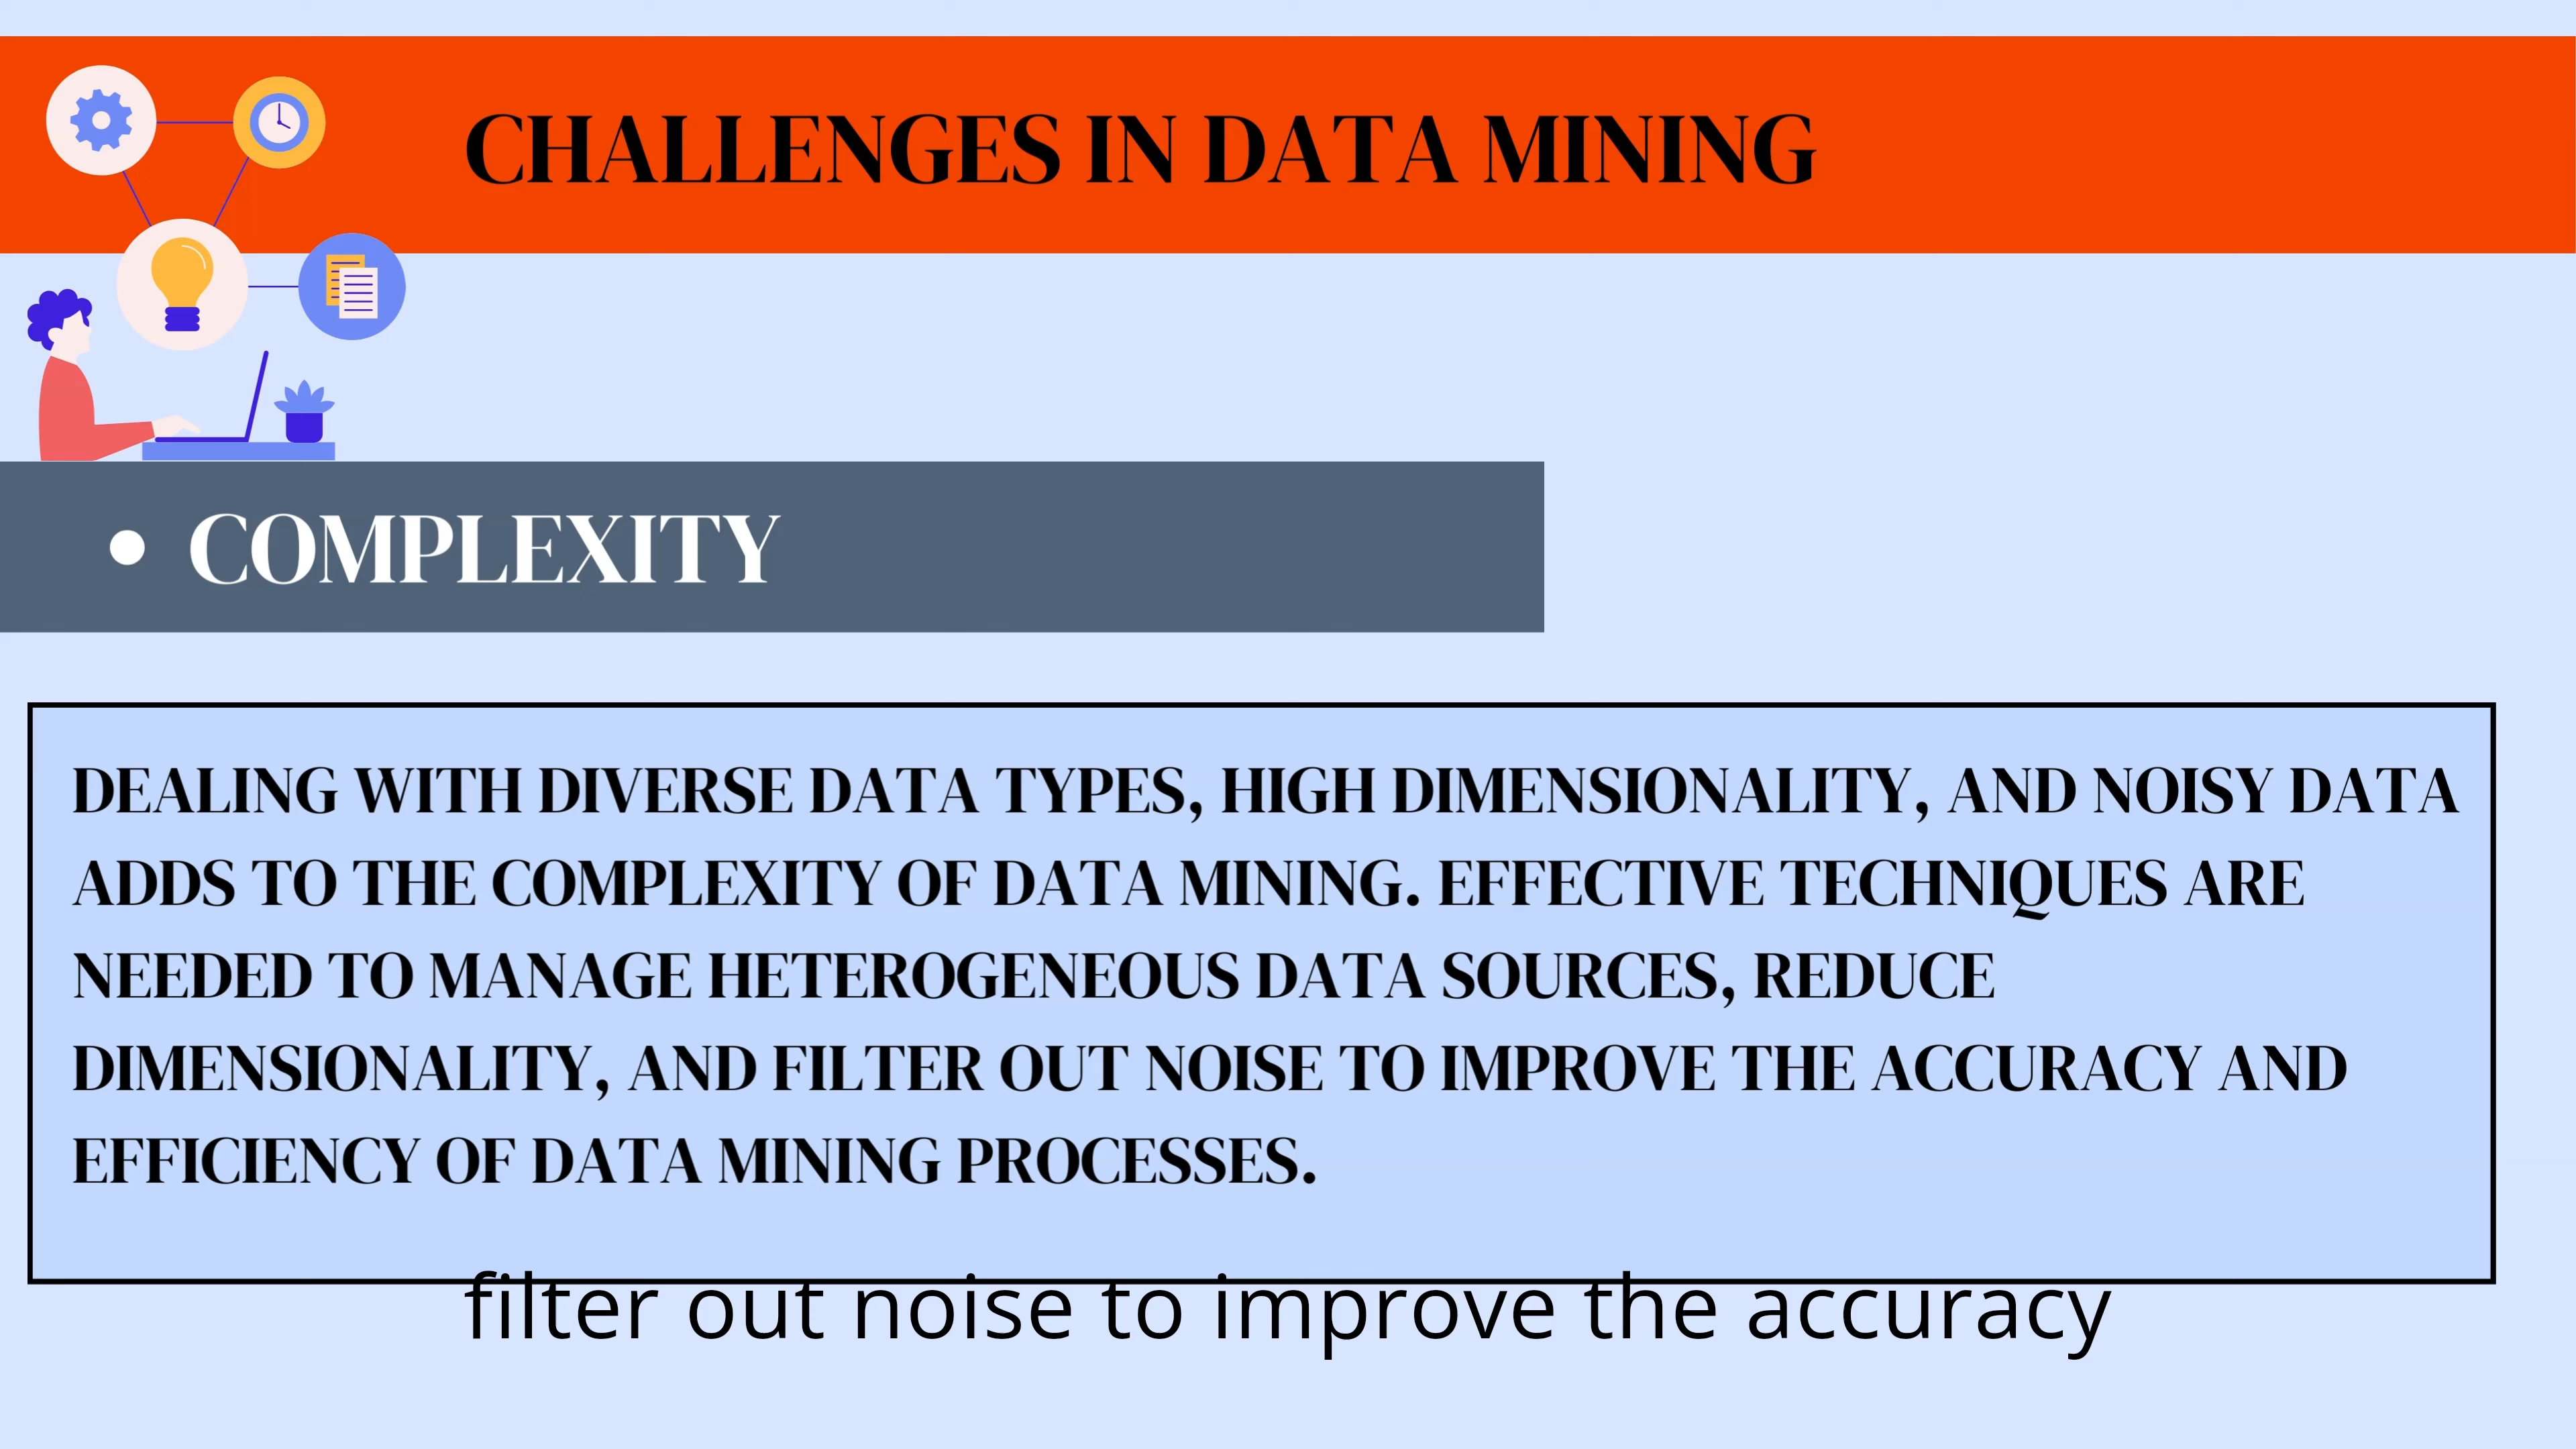 CHALLENGES IN DATA MINING
• COMPLEXITY
DEALING WITH DIVERSE DATA TYPES, HIGH DIMENSIONALITY, AND NOISY DATA
ADDS TO THE COMPLEXITY OF DATA MINING. EFFECTIVE TECHNIQUES ARE
NEEDED TO MANAGE HETEROGENEOUS DATA SOURCES, REDUCE
DIMENSIONALITY, AND FILTER OUT NOISE TO IMPROVE THE ACCURACY AND
EFFICIENCY OF DATA MINING PROCESSES.
filter out noise to improve the accuracy